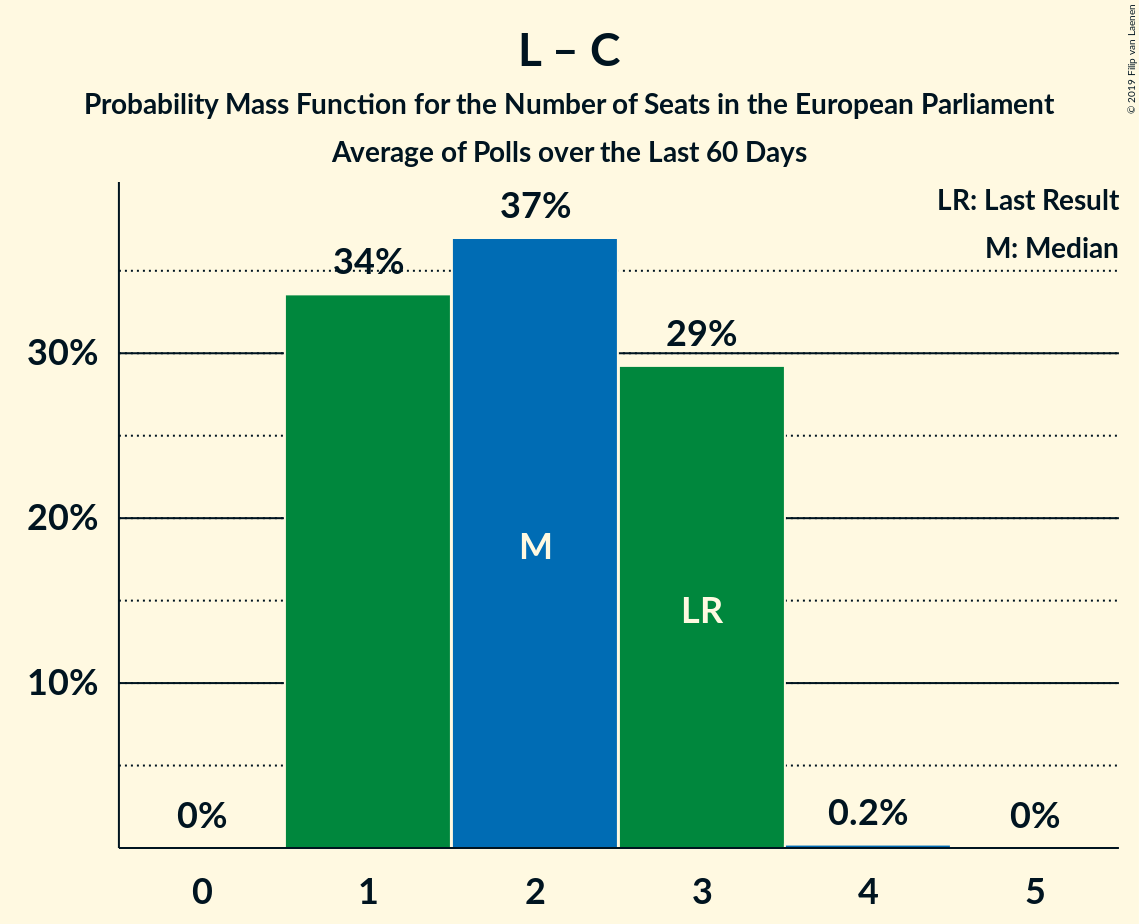 L – C
Probability Mass Function for the Number of Seats in the European Parliament
Average of Polls over the Last 60 Days
© 2019 Filip van Laenen
LR: Last Result
M: Median
37%
34%
29%
30%
20%
10%
M
LR
0%
0.2%
0%
0 1 2 3 4 5